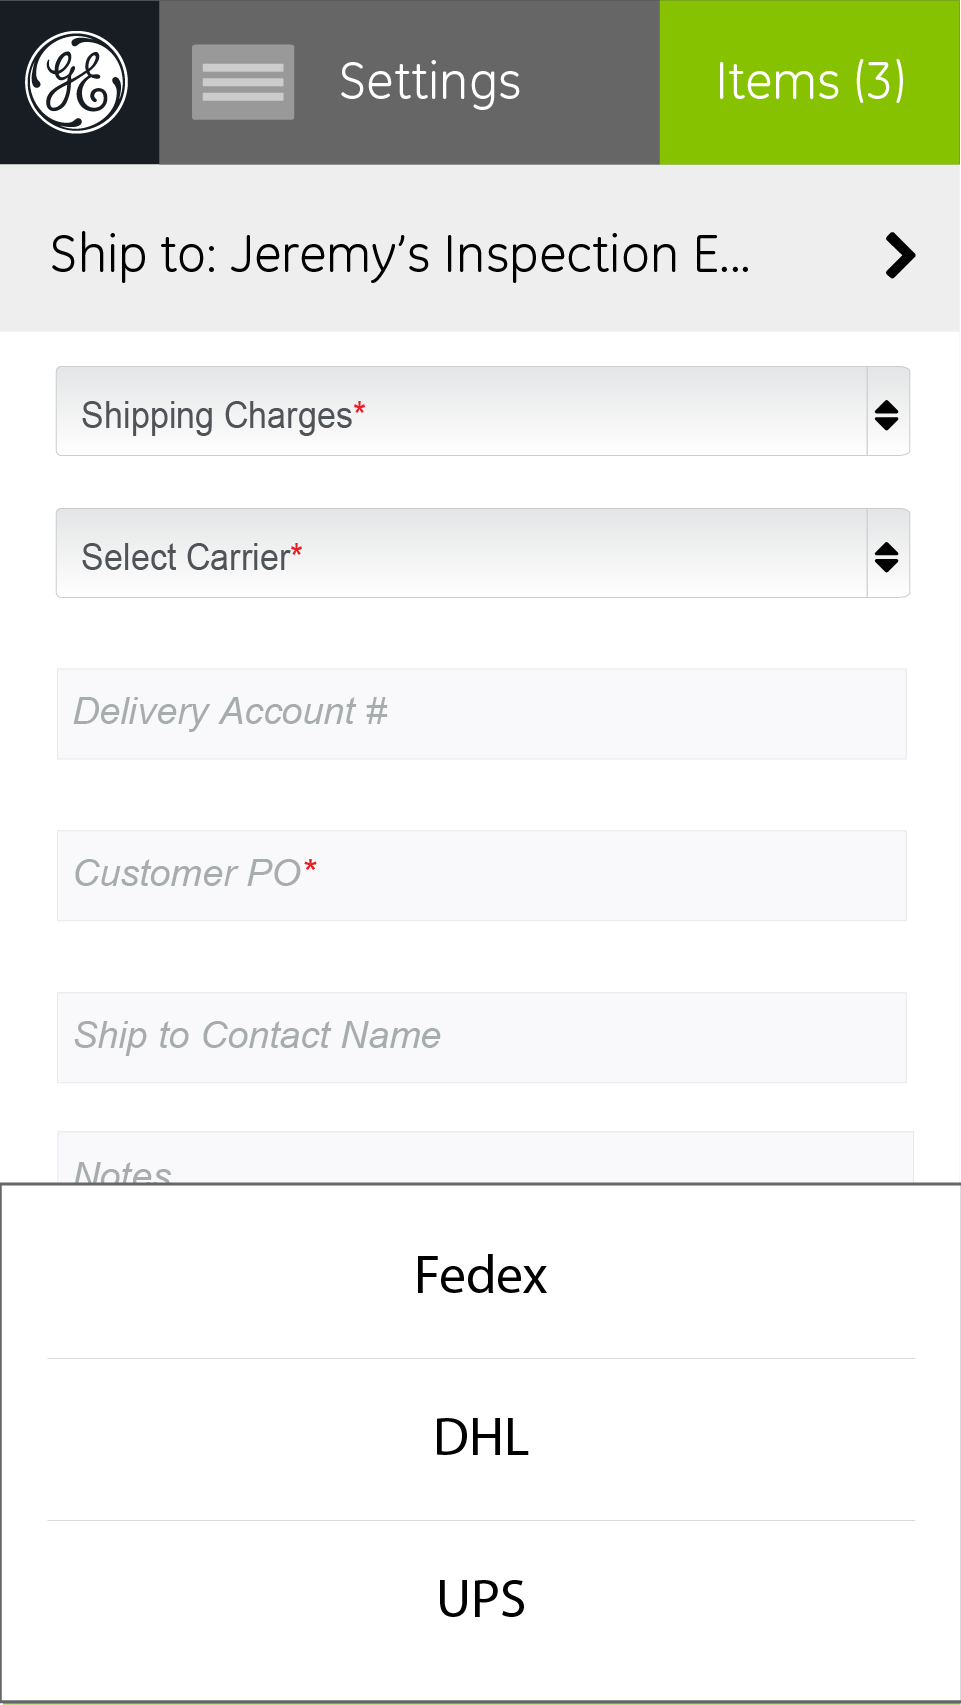 GE
Settings
Items (3)
Ship to: Jeremy’s Inspection E...
Shipping Charges*
Select Carrier*
Delivery Account #
Customer PO*
Ship to Contact Name
Notes
Fedex
DHL
UPS